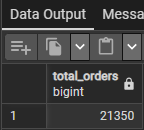 Data Output Messa
total_orders
bigint
1 21350